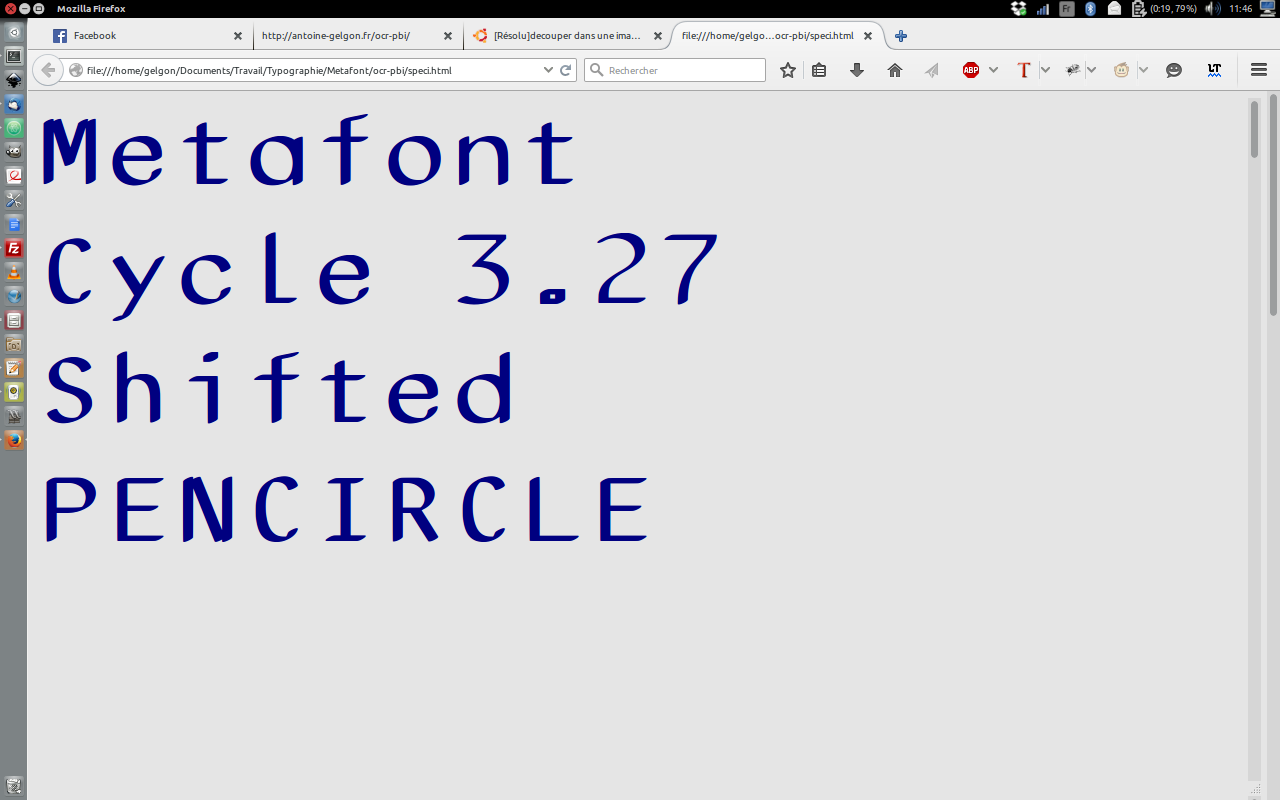 Mozilla Firefox
Fr
(0:19, 79%)
11:46
Facebook
http://antoine-gelgon.fr/ocr-pbi/
[Résolu]decouper dans une ima...
file:///home/gelgo...ocr-pbi/speci.html
file:///home/gelgon/Documents/Travail/Typographie/Metafont/ocr-pbi/speci.html
Rechercher
ABP
T
LT
Metafont
Cycle 3.27
Shifted
PENCIRCLE
Fz